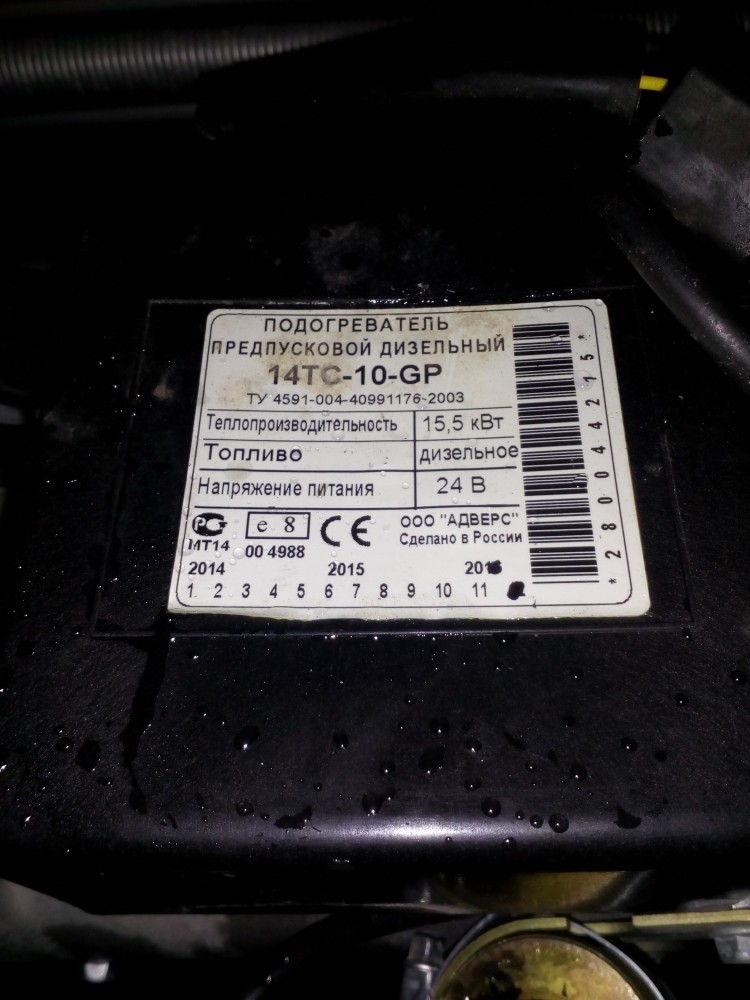 ПОДОГРЕВАТЕЛЬ
ПРЕДПУСКОВОЙ ДИЗЕЛЬНЫЙ
14ТС-10-GP
ТУ 4591-004-40991176-2003
Теплопроизводительность 15,5 кВт
Топливо дизельное
Напряжение питания 24 В
е 8 CE ООО "АДВЕРС"
МТ14 00 4988 Сделано в России
2014 2015
1 2 3 4 5 6 7 8 9 10 11
*280044215*